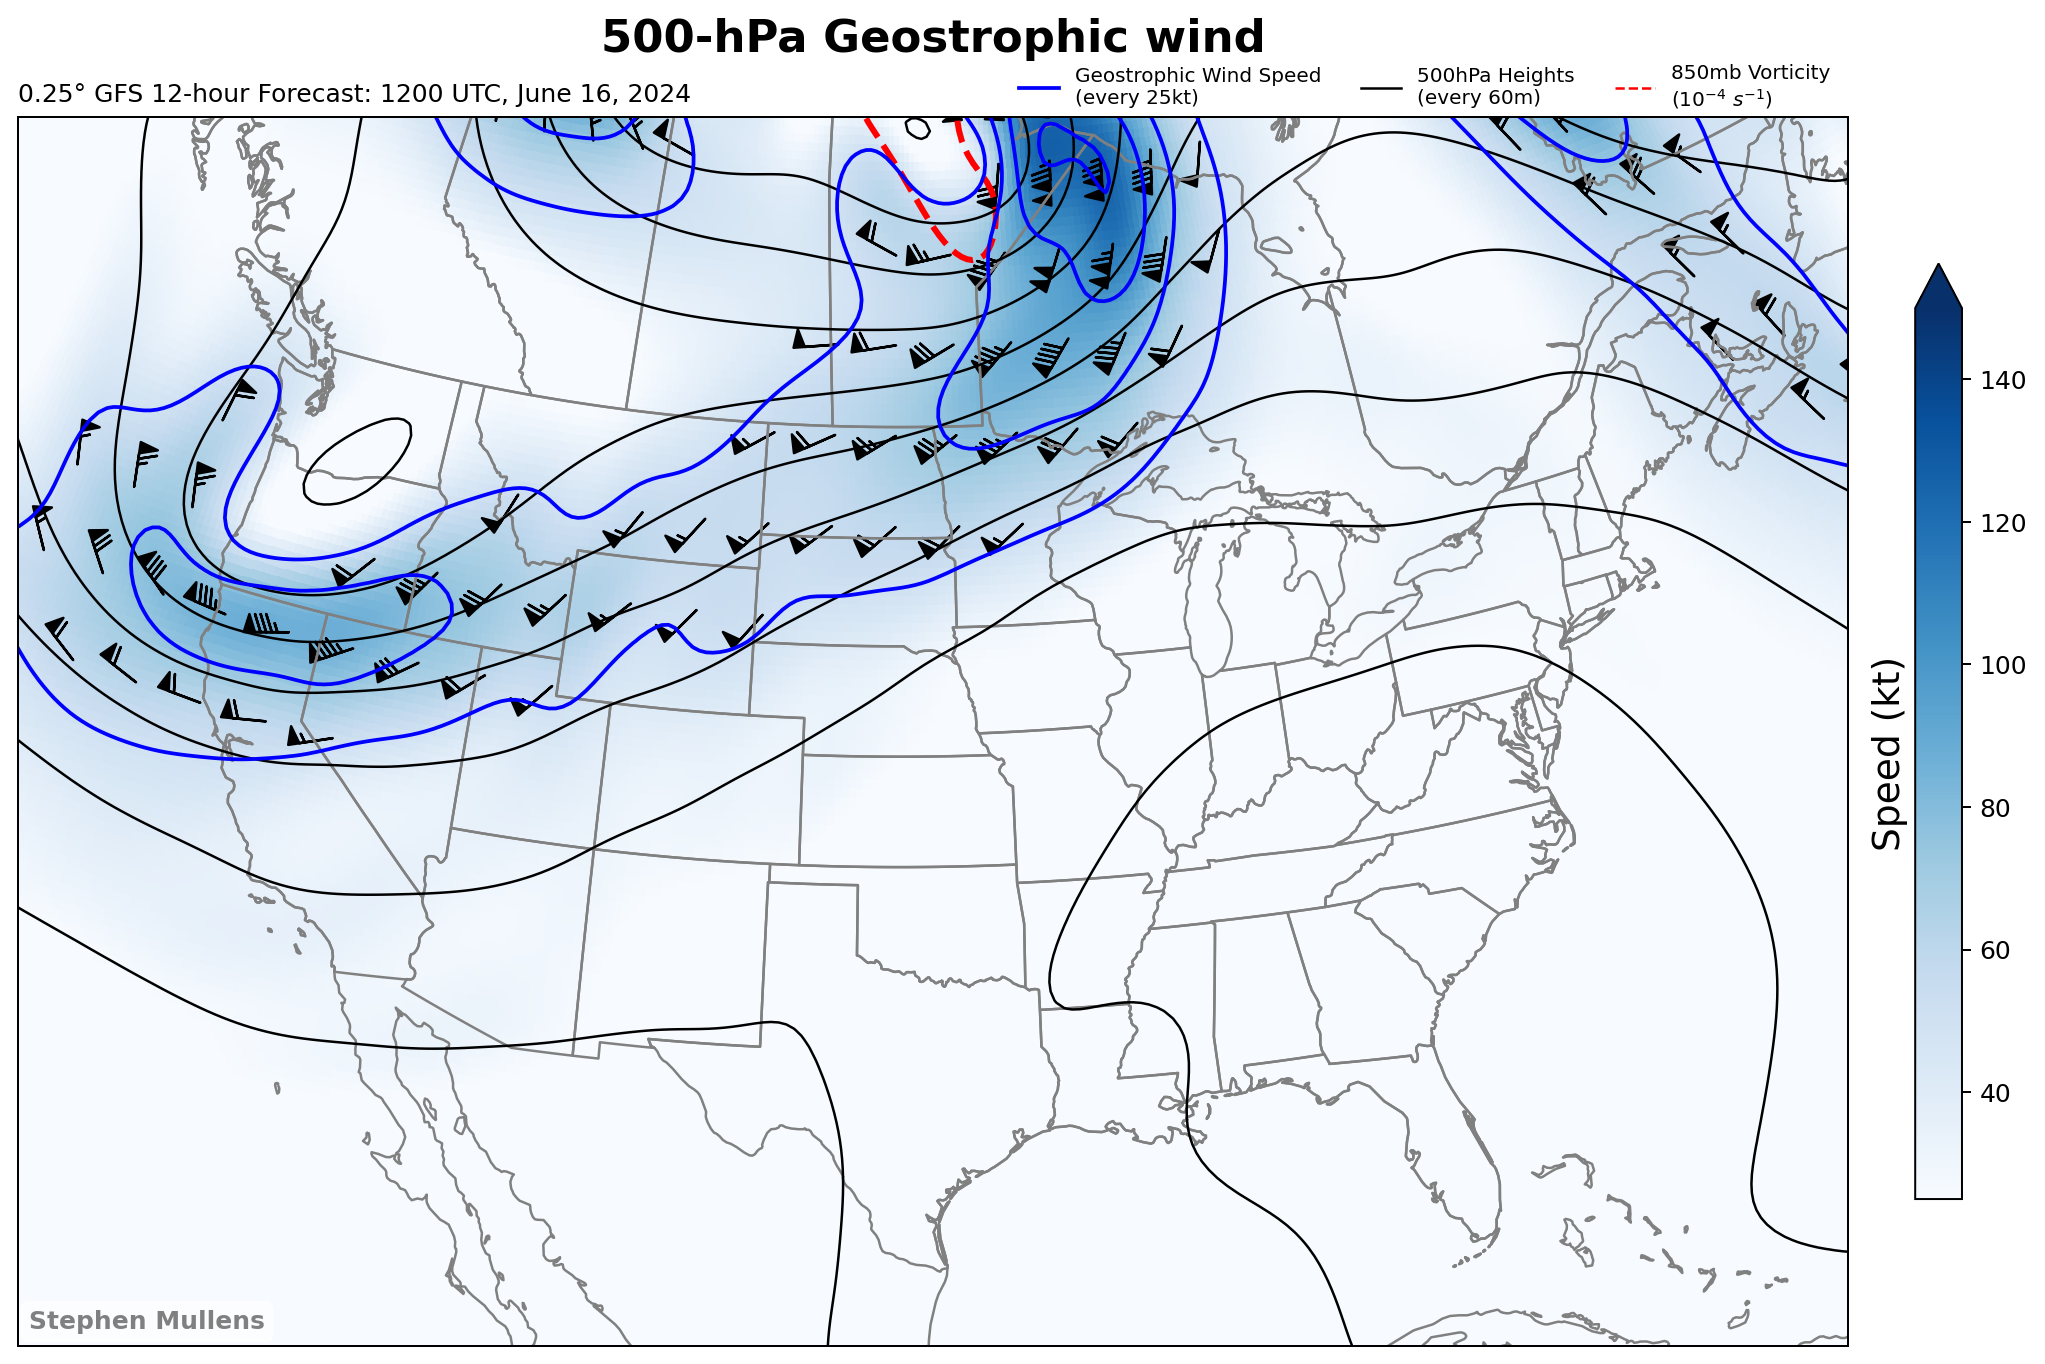 500-hPa Geostrophic wind
0.25° GFS 12-hour Forecast: 1200 UTC, June 16, 2024
Geostrophic Wind Speed
(every 25kt)
500hPa Heights
(every 60m)
850mb Vorticity
(10⁻⁴ s⁻¹)
140
120
100
80
60
40
Speed (kt)
Stephen Mullens